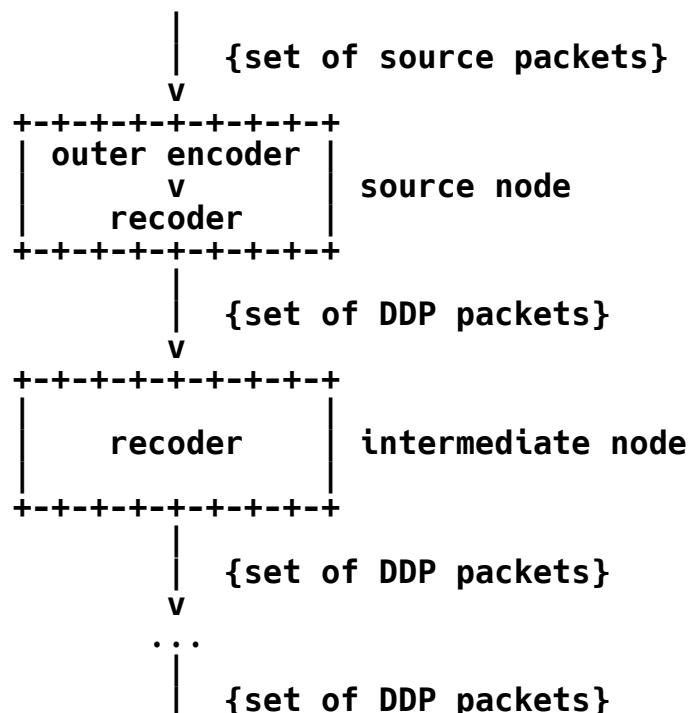 |
|  {set of source packets}
v
+-+-+-+-+-+-+-+-+
| outer encoder |
|       v       | source node
|    recoder    |
+-+-+-+-+-+-+-+-+
|
|  {set of DDP packets}
v
+-+-+-+-+-+-+-+-+
|               |
|    recoder    | intermediate node
|               |
+-+-+-+-+-+-+-+-+
|
|  {set of DDP packets}
v
...
|
|  {set of DDP packets}